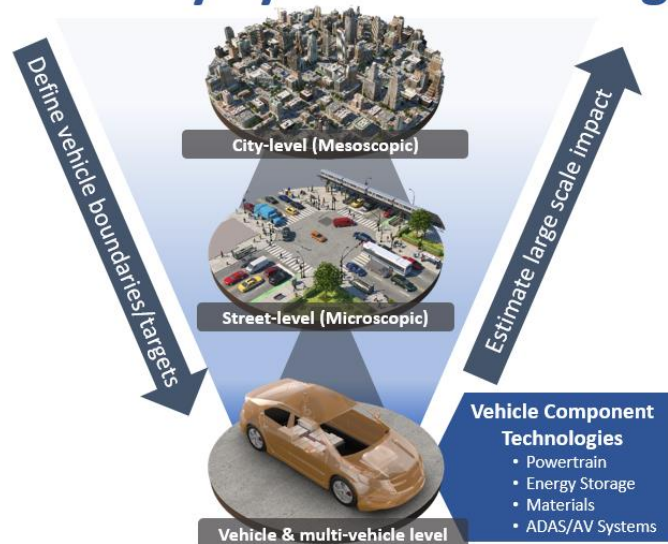 Define vehicle boundaries/targets
City-level (Mesoscopic)
Estimate large scale impact
Street-level (Microscopic)
Vehicle Component
Technologies
• Powertrain
• Energy Storage
• Materials
• ADAS/AV Systems
Vehicle & multi-vehicle level